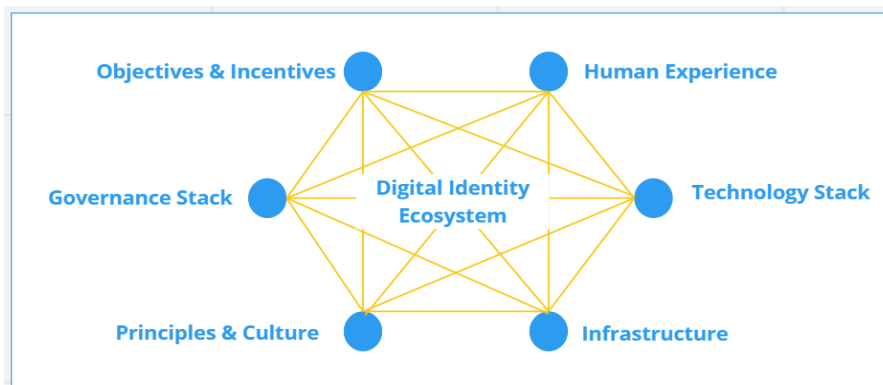 Objectives & Incentives
Human Experience
Governance Stack
Digital Identity
Ecosystem
Technology Stack
Principles & Culture
Infrastructure